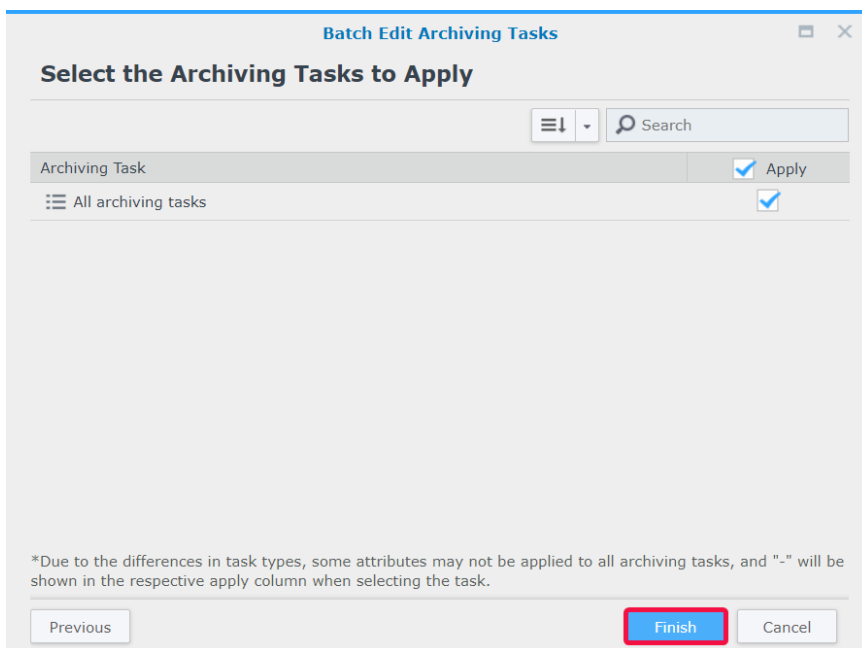 Batch Edit Archiving Tasks
Select the Archiving Tasks to Apply
Search
Archiving Task Apply
All archiving tasks
*Due to the differences in task types, some attributes may not be applied to all archiving tasks, and "-" will be
shown in the respective apply column when selecting the task.
Previous Finish Cancel